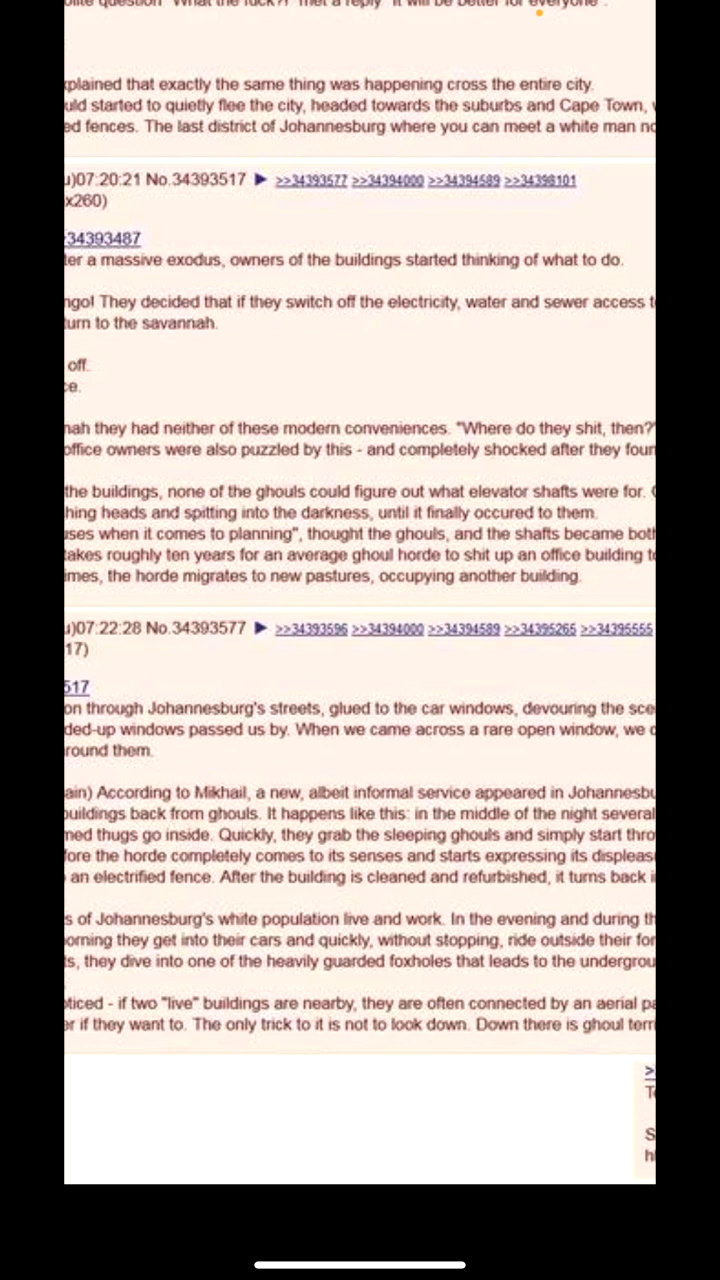 olite question "What the fuck?!" met a reply "It will be better for everyone".
xplained that exactly the same thing was happening cross the entire city.
uld started to quietly flee the city, headed towards the suburbs and Cape Town,
ed fences. The last district of Johannesburg where you can meet a white man no
u)07:20:21 No.34393517 ▶ >>34393577 >>34394000 >>34394589 >>34398101
x260)
34393487
ter a massive exodus, owners of the buildings started thinking of what to do.
ngo! They decided that if they switch off the electricity, water and sewer access t
turn to the savannah.
off.
ce.
nah they had neither of these modern conveniences. "Where do they shit, then?"
office owners were also puzzled by this - and completely shocked after they foun
the buildings, none of the ghouls could figure out what elevator shafts were for.
hing heads and spitting into the darkness, until it finally occured to them.
uses when it comes to planning", thought the ghouls, and the shafts became both
takes roughly ten years for an average ghoul horde to shit up an office building t
imes, the horde migrates to new pastures, occupying another building.
u)07:22:28 No.34393577 ▶ >>34393596 >>34394000 >>34394589 >>34395265 >>34395555
17)
517
on through Johannesburg's streets, glued to the car windows, devouring the sce
ded-up windows passed us by. When we came across a rare open window, we c
round them.
ain) According to Mikhail, a new, albeit informal service appeared in Johannesbu
buildings back from ghouls. It happens like this: in the middle of the night several
med thugs go inside. Quickly, they grab the sleeping ghouls and simply start thro
fore the horde completely comes to its senses and starts expressing its displeas
an electrified fence. After the building is cleaned and refurbished, it turns back i
s of Johannesburg's white population live and work. In the evening and during th
orning they get into their cars and quickly, without stopping, ride outside their for
ts, they dive into one of the heavily guarded foxholes that leads to the undergrou
oticed - if two "live" buildings are nearby, they are often connected by an aerial pa
er if they want to. The only trick to it is not to look down. Down there is ghoul terri
>
T
S
h